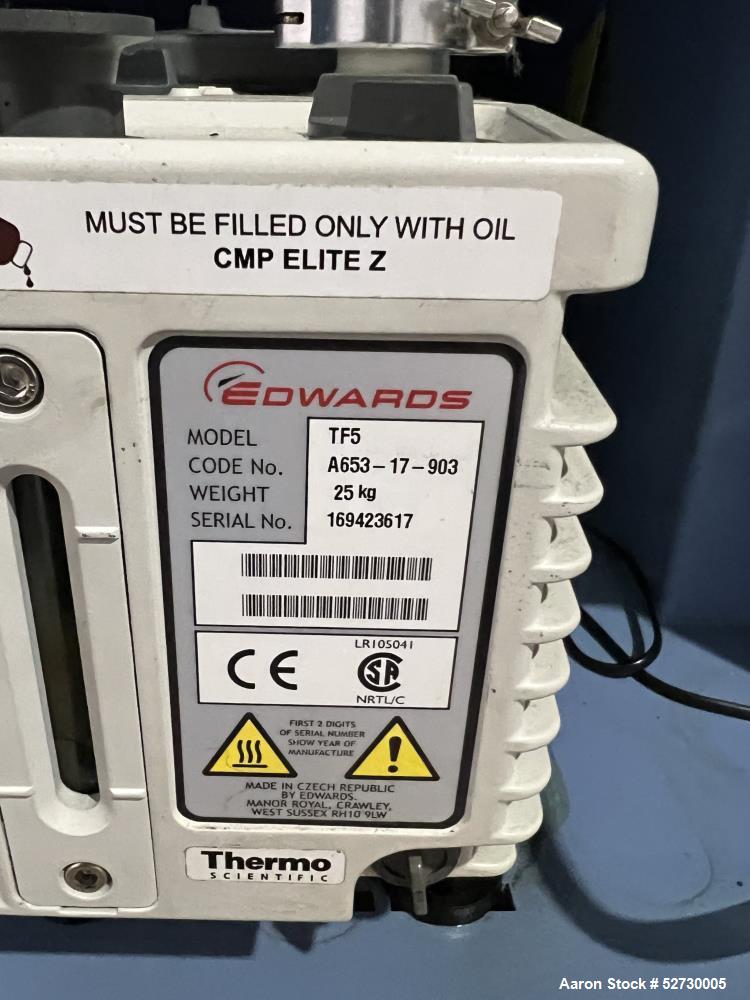 MUST BE FILLED ONLY WITH OIL
CMP ELITE Z
EDWARDS
MODEL TF5
CODE No. A653-17-903
WEIGHT 25 kg
SERIAL No. 169423617
LR105041
CE SA
NRTL/C
FIRST 2 DIGITS
OF SERIAL NUMBER
SHOW YEAR OF
MANUFACTURE
MADE IN CZECH REPUBLIC
BY EDWARDS.
MANOR ROYAL, CRAWLEY,
WEST SUSSEX RH10 9LW
Thermo
SCIENTIFIC
Aaron Stock # 52730005